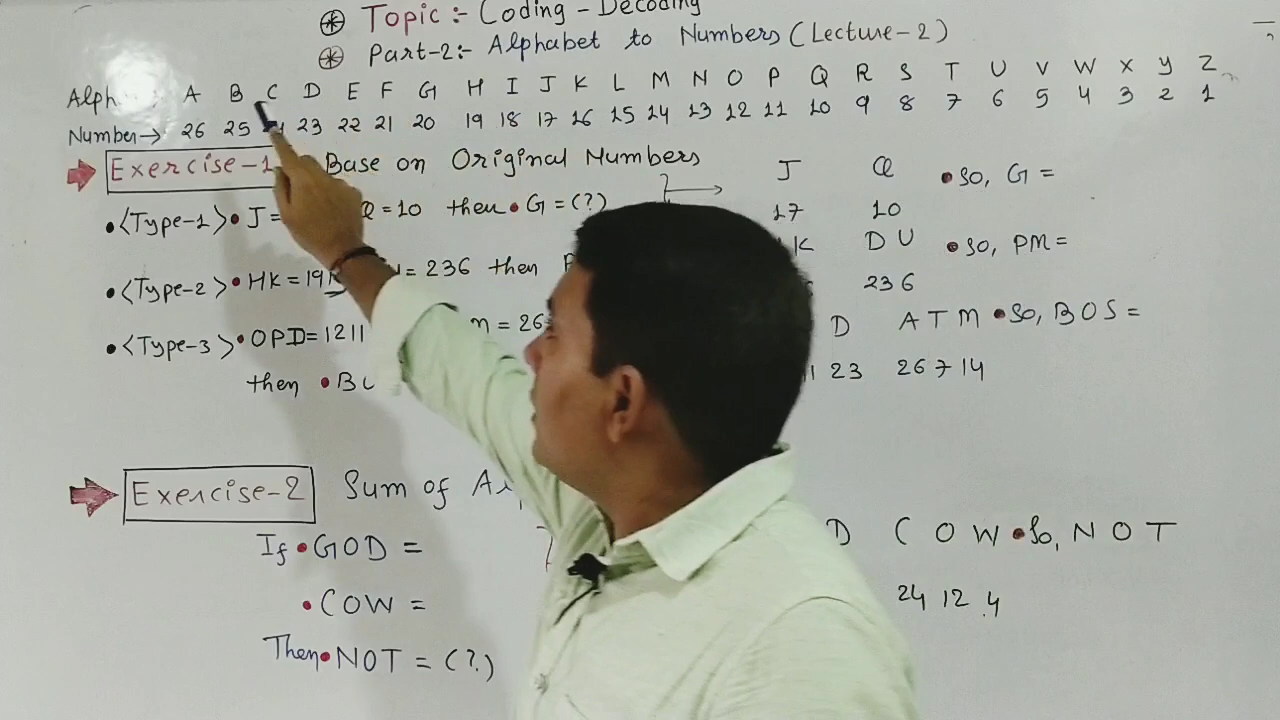 Topic:- Coding - Decoding
Part-2:- Alphabet to Numbers (Lecture-2)
A B C D E F G H I J K L M N O P Q R S T U V W X Y Z
Number→ 26 25 23 22 21 20 19 18 17 16 15 14 13 12 11 10 9 8 7 6 5 4 3 2 1
Exercise-1 Base on Original Numbers
•<Type-1> • J= Q=10 then • G=(?)
J Q • So, G =
17 10
•<Type-2> • HK = 19 = 236 then
K D U • So, PM =
236
•<Type-3> • OPD=1211 = 26
then • BO
D A T M • So, BOS =
23 26 7 14
Exercise-2 Sum of
If • GOD =
• COW =
Then • NOT = (?)
D C O W • So, N O T
24 12 4